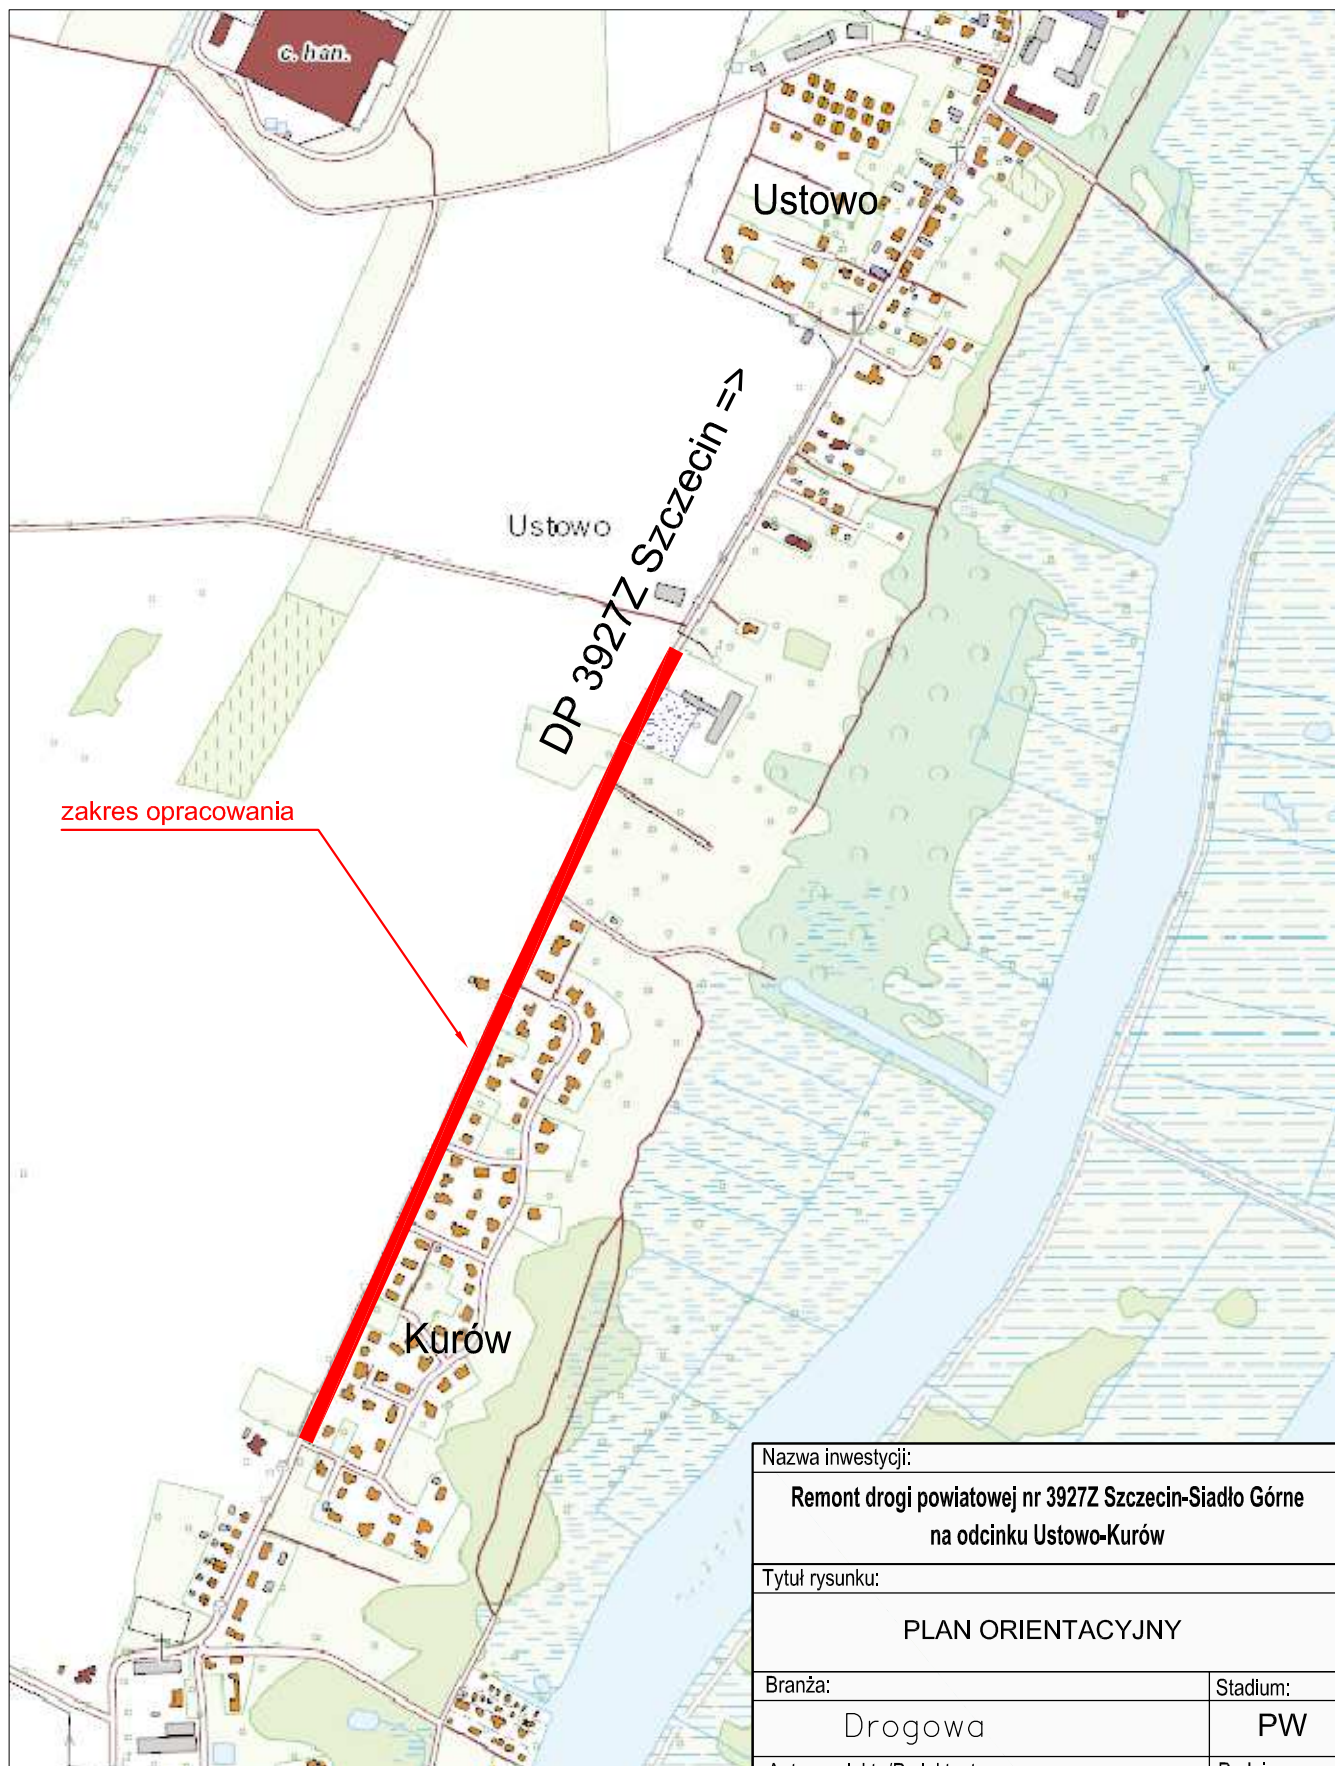 c. han.
Ustowo
DP 3927Z Szczecin =>
Ustowo
zakres opracowania
Kurów
Nazwa inwestycji:
Remont drogi powiatowej nr 3927Z Szczecin-Siadło Górne
na odcinku Ustowo-Kurów
Tytuł rysunku:
PLAN ORIENTACYJNY
Branża:
Stadium:
Drogowa
PW